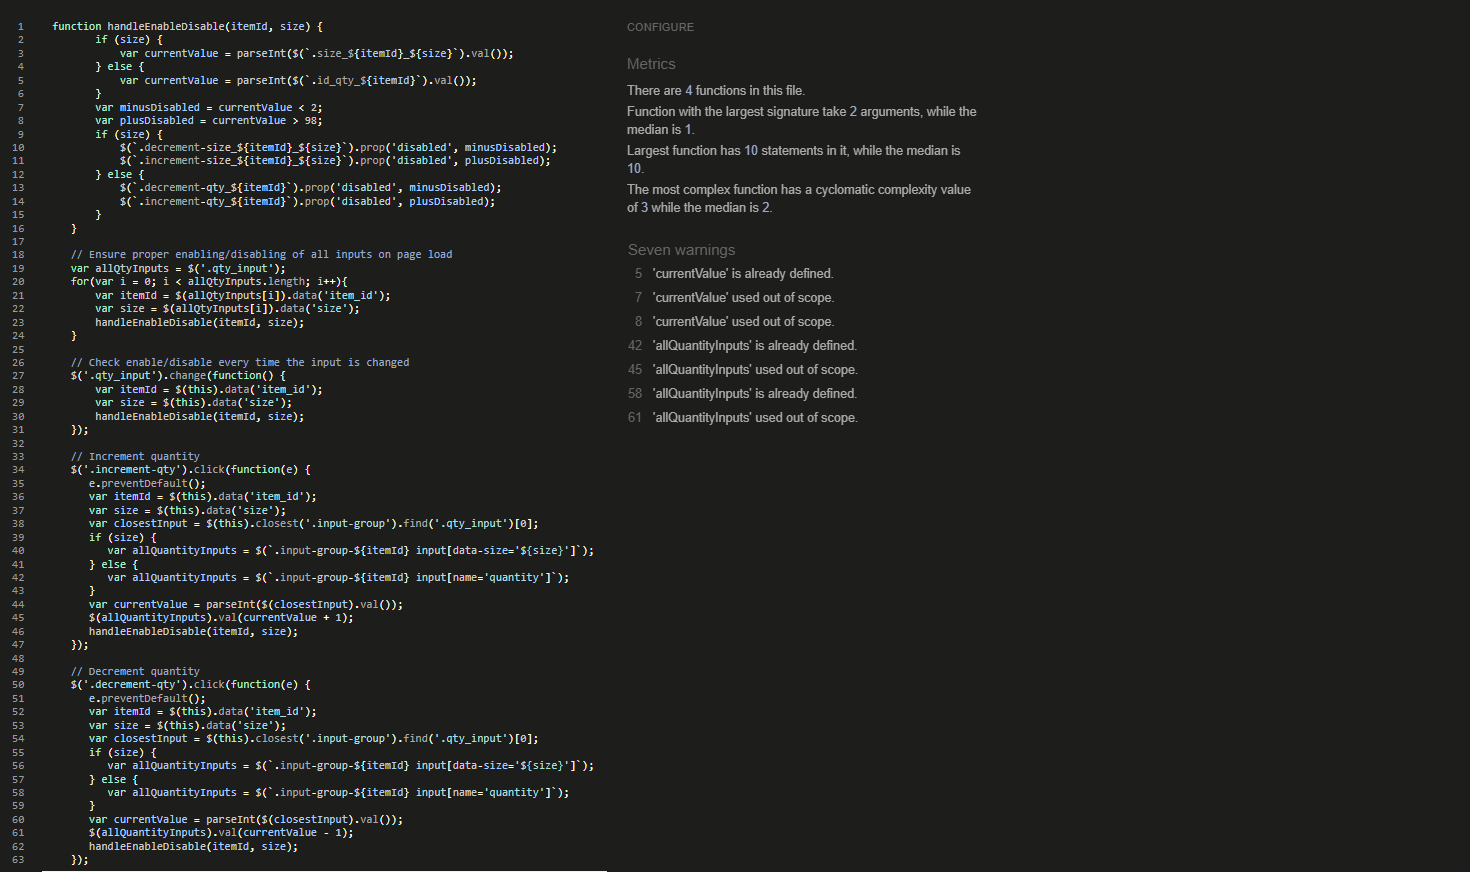 1 function handleEnableDisable(itemId, size) {
2 if (size) {
3 var currentValue = parseInt($(`.size_${itemId}_${size}`).val());
4 } else {
5 var currentValue = parseInt($(`.id_qty_${itemId}`).val());
6 }
7 var minusDisabled = currentValue < 2;
8 var plusDisabled = currentValue > 98;
9 if (size) {
10 $(`.decrement-size_${itemId}_${size}`).prop('disabled', minusDisabled);
11 $(`.increment-size_${itemId}_${size}`).prop('disabled', plusDisabled);
12 } else {
13 $(`.decrement-qty_${itemId}`).prop('disabled', minusDisabled);
14 $(`.increment-qty_${itemId}`).prop('disabled', plusDisabled);
15 }
16 }
17
18 // Ensure proper enabling/disabling of all inputs on page load
19 var allQtyInputs = $('.qty_input');
20 for(var i = 0; i < allQtyInputs.length; i++){
21 var itemId = $(allQtyInputs[i]).data('item_id');
22 var size = $(allQtyInputs[i]).data('size');
23 handleEnableDisable(itemId, size);
24 }
25
26 // Check enable/disable every time the input is changed
27 $('.qty_input').change(function() {
28 var itemId = $(this).data('item_id');
29 var size = $(this).data('size');
30 handleEnableDisable(itemId, size);
31 });
32
33 // Increment quantity
34 $('.increment-qty').click(function(e) {
35 e.preventDefault();
36 var itemId = $(this).data('item_id');
37 var size = $(this).data('size');
38 var closestInput = $(this).closest('.input-group').find('.qty_input')[0];
39 if (size) {
40 var allQuantityInputs = $(`.input-group-${itemId} input[data-size='${size}']`);
41 } else {
42 var allQuantityInputs = $(`.input-group-${itemId} input[name='quantity']`);
43 }
44 var currentValue = parseInt($(closestInput).val());
45 $(allQuantityInputs).val(currentValue + 1);
46 handleEnableDisable(itemId, size);
47 });
48
49 // Decrement quantity
50 $('.decrement-qty').click(function(e) {
51 e.preventDefault();
52 var itemId = $(this).data('item_id');
53 var size = $(this).data('size');
54 var closestInput = $(this).closest('.input-group').find('.qty_input')[0];
55 if (size) {
56 var allQuantityInputs = $(`.input-group-${itemId} input[data-size='${size}']`);
57 } else {
58 var allQuantityInputs = $(`.input-group-${itemId} input[name='quantity']`);
59 }
60 var currentValue = parseInt($(closestInput).val());
61 $(allQuantityInputs).val(currentValue - 1);
62 handleEnableDisable(itemId, size);
63 });
CONFIGURE
Metrics
There are 4 functions in this file.
Function with the largest signature take 2 arguments, while the
median is 1.
Largest function has 10 statements in it, while the median is
10.
The most complex function has a cyclomatic complexity value
of 3 while the median is 2.
Seven warnings
5 'currentValue' is already defined.
7 'currentValue' used out of scope.
8 'currentValue' used out of scope.
42 'allQuantityInputs' is already defined.
45 'allQuantityInputs' used out of scope.
58 'allQuantityInputs' is already defined.
61 'allQuantityInputs' used out of scope.